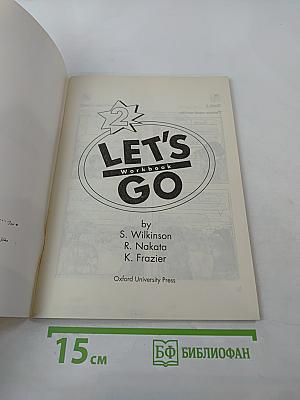 2
LET'S
Workbook
GO
by
S. Wilkinson
R. Nakata
K. Frazier
Oxford University Press
15 см
БФ БИБЛИОФАН